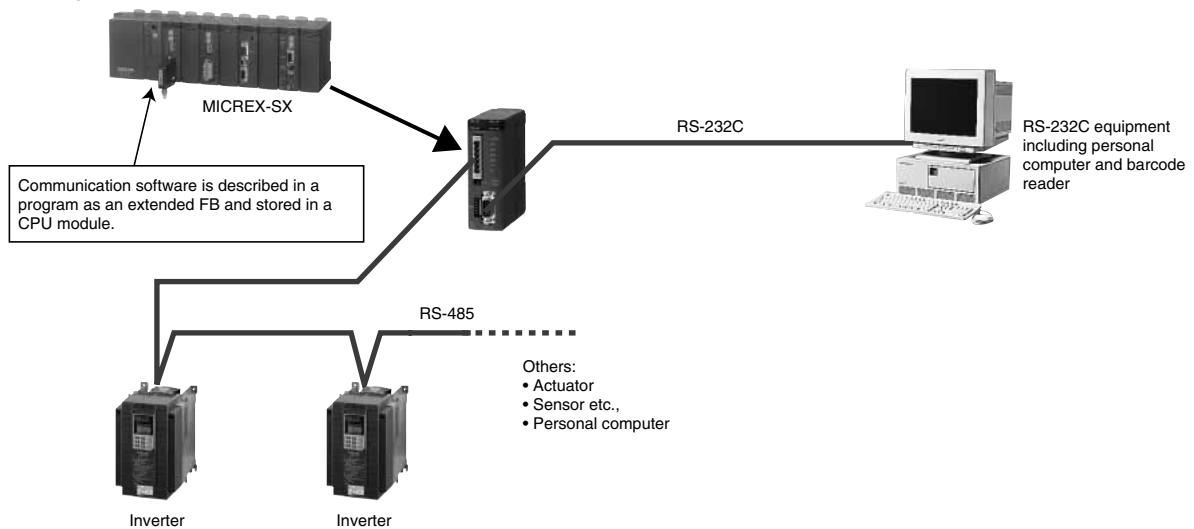 MICREX-SX
Communication software is described in a
program as an extended FB and stored in a
CPU module.
RS-232C
RS-232C equipment
including personal
computer and barcode
reader
RS-485
Others:
• Actuator
• Sensor etc.,
• Personal computer
Inverter
Inverter